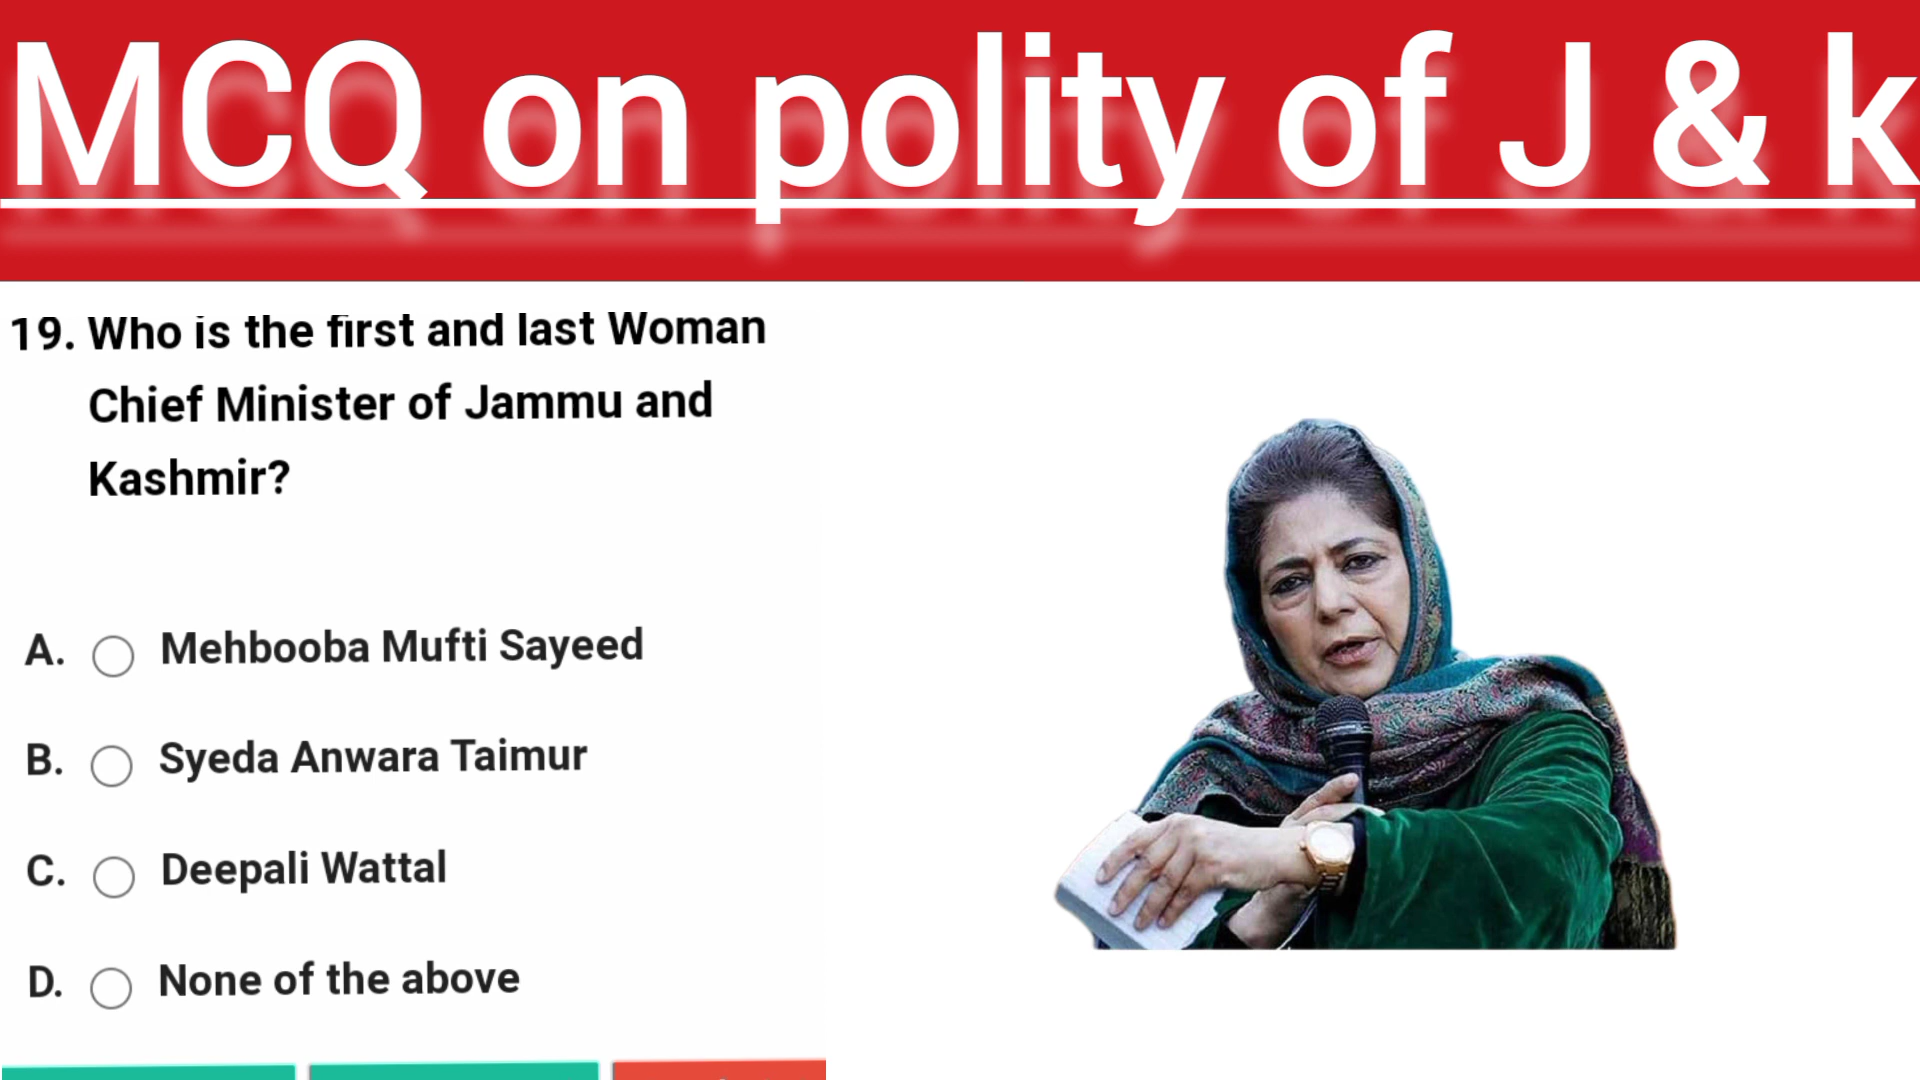 MCQ on polity of J & k
19. Who is the first and last Woman
Chief Minister of Jammu and
Kashmir?
A. Mehbooba Mufti Sayeed
B. Syeda Anwara Taimur
C. Deepali Wattal
D. None of the above